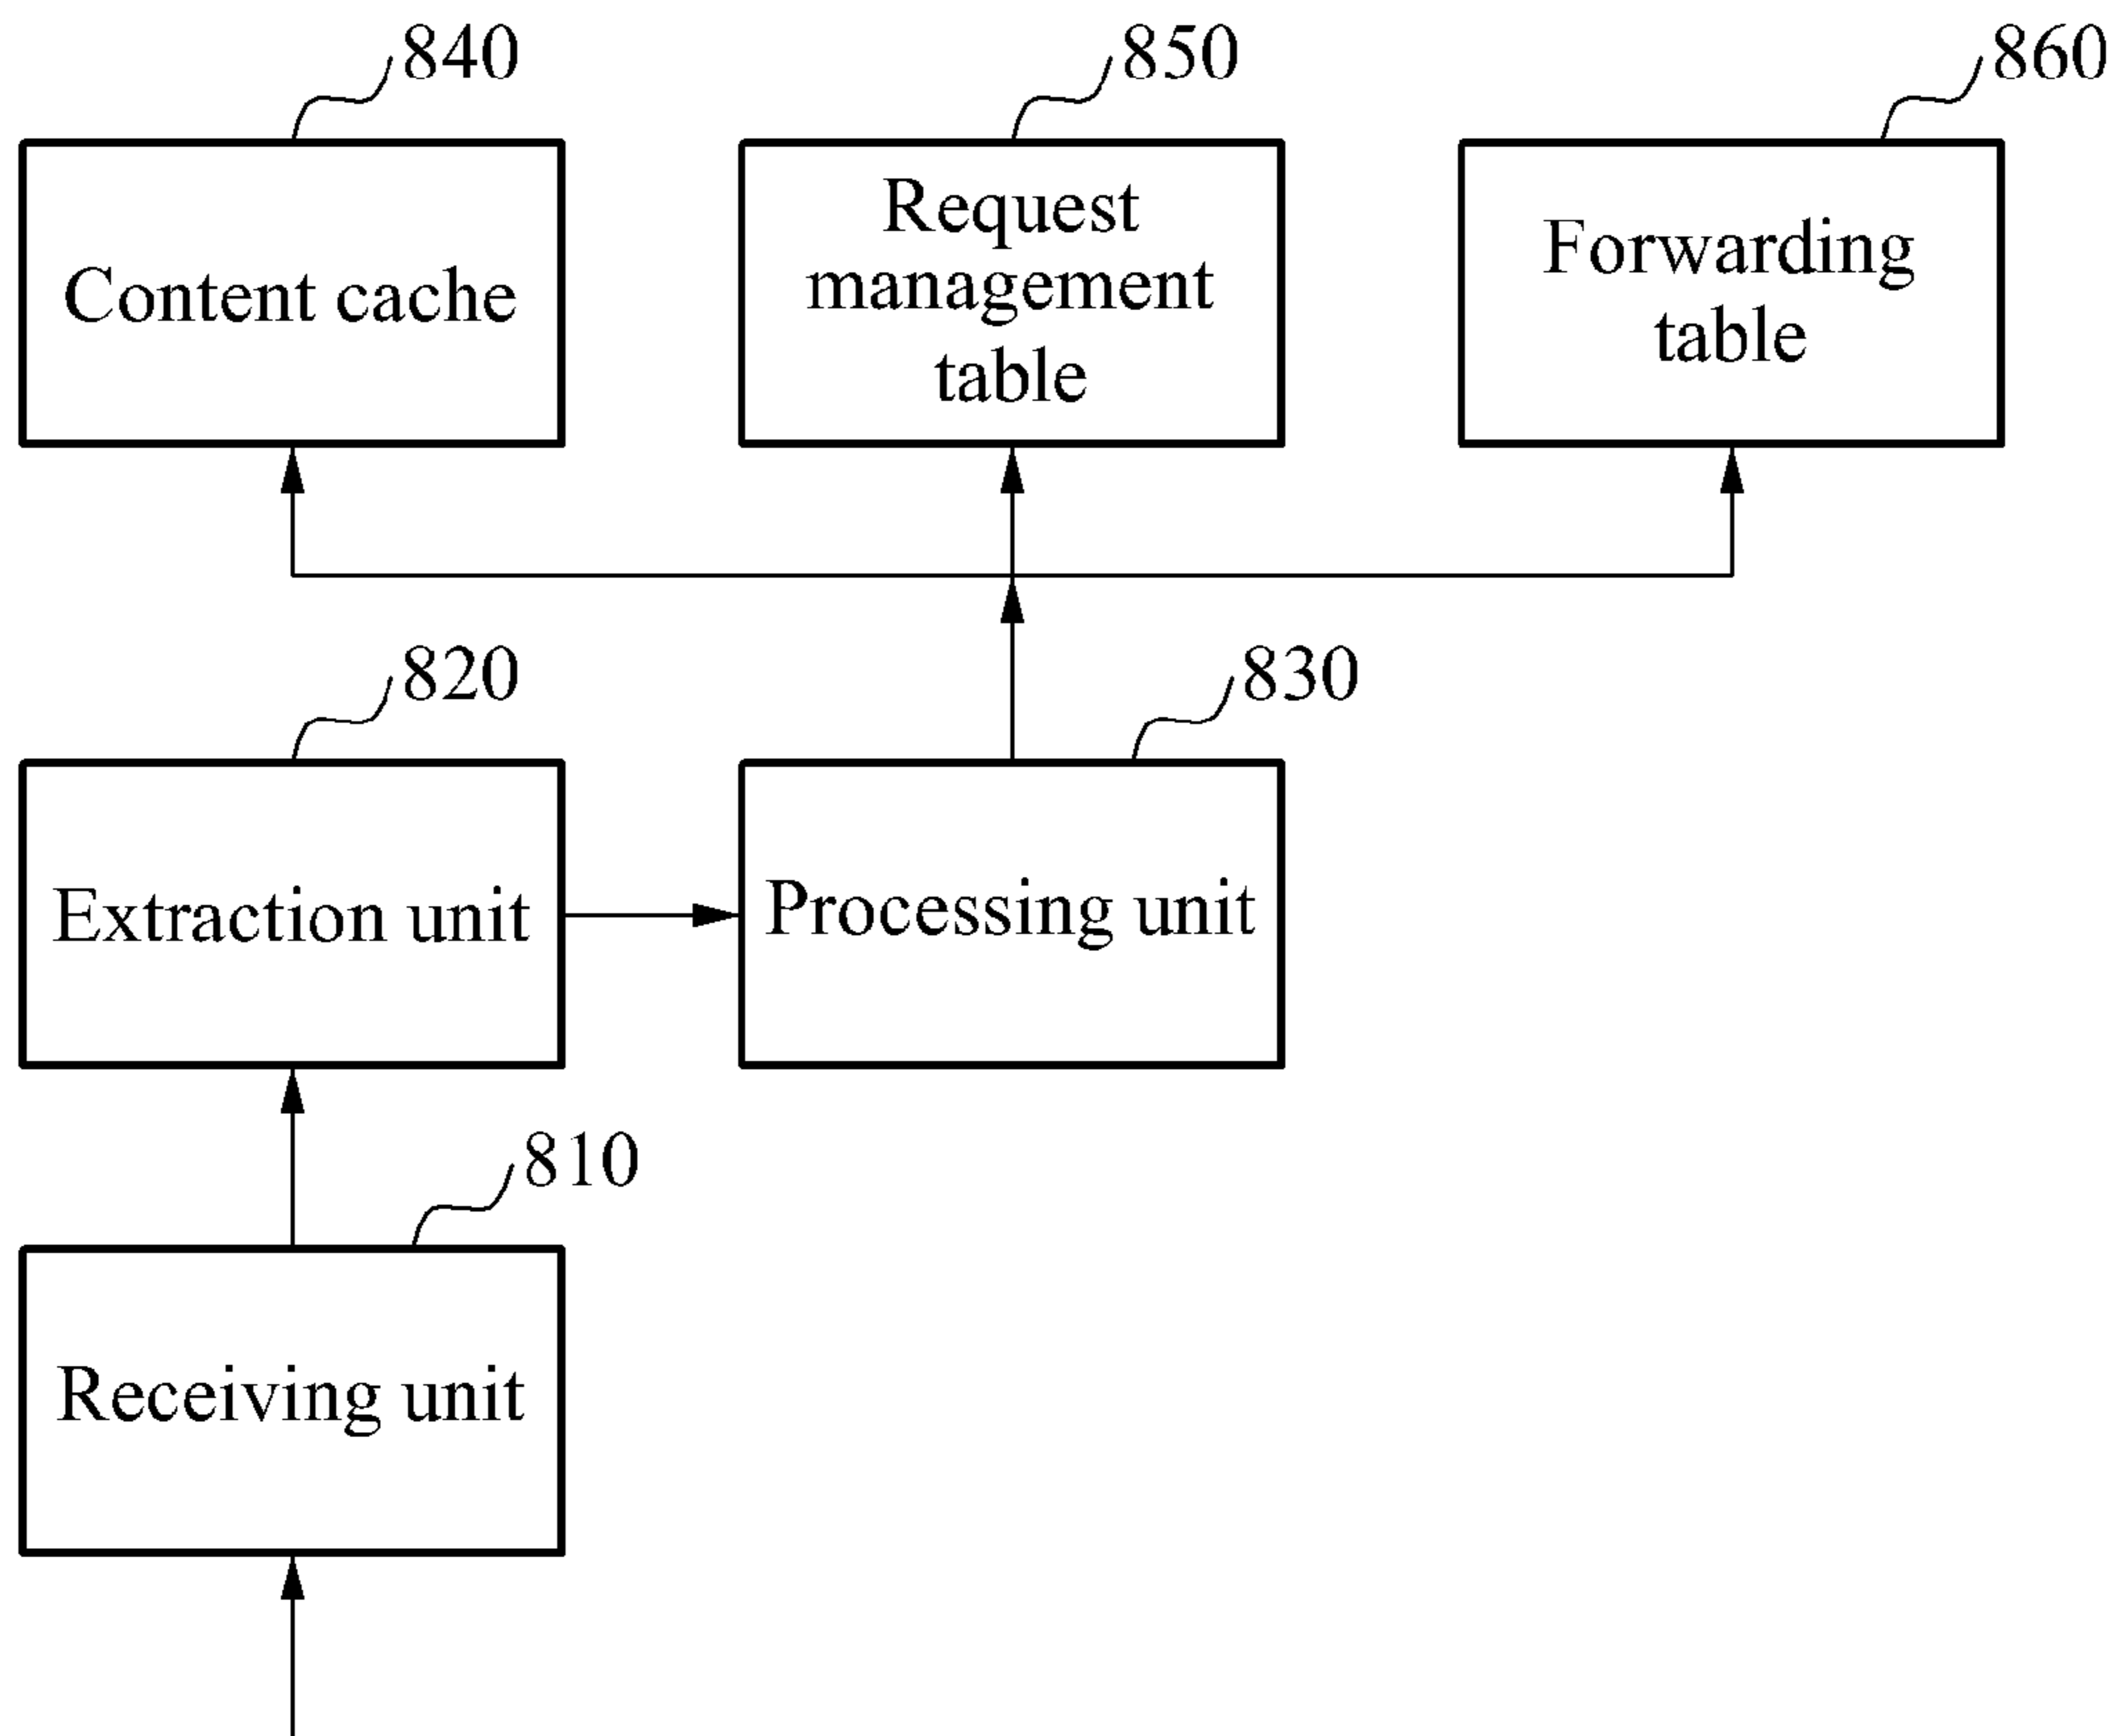 840
850
860
Content cache
Request
management
table
Forwarding
table
820
830
Extraction unit
Processing unit
810
Receiving unit